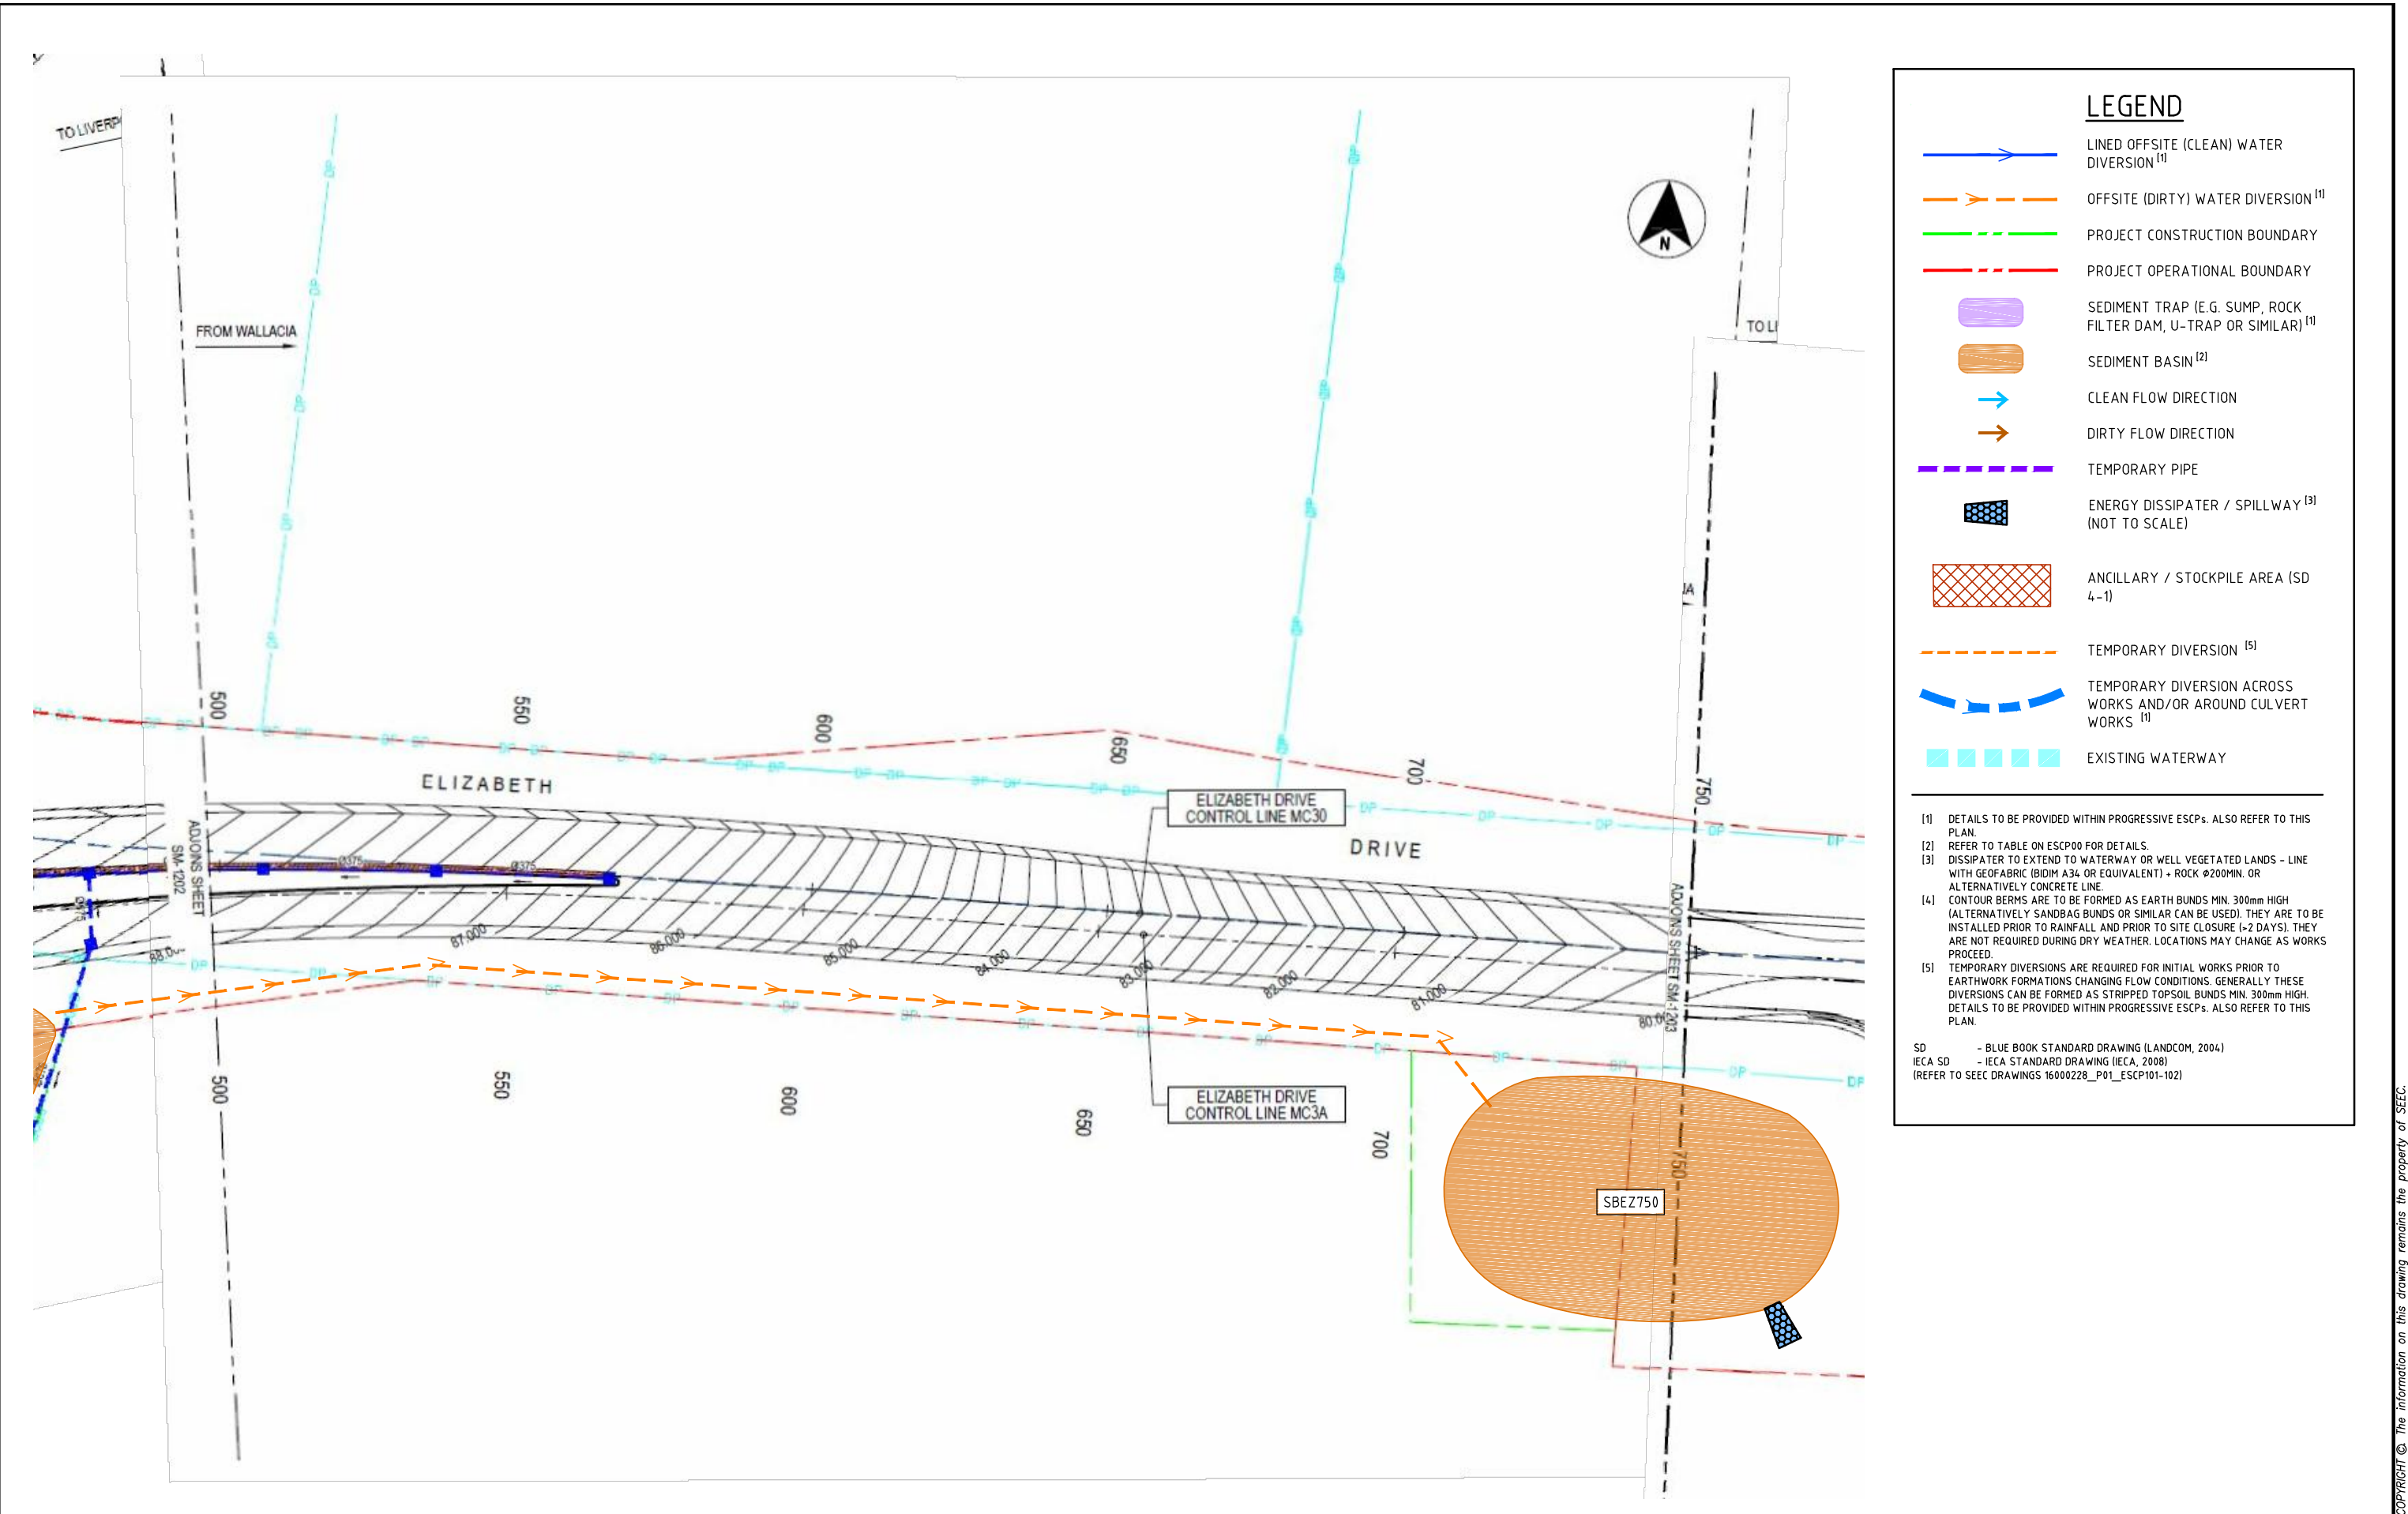 TO LIVERP
FROM WALLACIA
TO LI
IA
N
500
550
600
650
700
750
ELIZABETH
DRIVE
ELIZABETH DRIVE
CONTROL LINE MC30
ADJOINS SHEET
SM-1202
ADJOINS SHEET SM-1203
Ø375
Ø375
Ø375
88.0
87.000
86.000
85.000
84.000
83.000
82.000
81.000
80.00
DP
500
550
600
650
700
750
ELIZABETH DRIVE
CONTROL LINE MC3A
SBEZ750
LEGEND
LINED OFFSITE (CLEAN) WATER
DIVERSION [1]
OFFSITE (DIRTY) WATER DIVERSION [1]
PROJECT CONSTRUCTION BOUNDARY
PROJECT OPERATIONAL BOUNDARY
SEDIMENT TRAP (E.G. SUMP, ROCK
FILTER DAM, U-TRAP OR SIMILAR) [1]
SEDIMENT BASIN [2]
CLEAN FLOW DIRECTION
DIRTY FLOW DIRECTION
TEMPORARY PIPE
ENERGY DISSIPATER / SPILLWAY [3]
(NOT TO SCALE)
ANCILLARY / STOCKPILE AREA (SD
4-1)
TEMPORARY DIVERSION [5]
TEMPORARY DIVERSION ACROSS
WORKS AND/OR AROUND CULVERT
WORKS [1]
EXISTING WATERWAY
[1] DETAILS TO BE PROVIDED WITHIN PROGRESSIVE ESCPs. ALSO REFER TO THIS
PLAN.
[2] REFER TO TABLE ON ESCP00 FOR DETAILS.
[3] DISSIPATER TO EXTEND TO WATERWAY OR WELL VEGETATED LANDS - LINE
WITH GEOFABRIC (BIDIM A34 OR EQUIVALENT) + ROCK Ø200MIN. OR
ALTERNATIVELY CONCRETE LINE.
[4] CONTOUR BERMS ARE TO BE FORMED AS EARTH BUNDS MIN. 300mm HIGH
(ALTERNATIVELY SANDBAG BUNDS OR SIMILAR CAN BE USED). THEY ARE TO BE
INSTALLED PRIOR TO RAINFALL AND PRIOR TO SITE CLOSURE (>2 DAYS). THEY
ARE NOT REQUIRED DURING DRY WEATHER. LOCATIONS MAY CHANGE AS WORKS
PROCEED.
[5] TEMPORARY DIVERSIONS ARE REQUIRED FOR INITIAL WORKS PRIOR TO
EARTHWORK FORMATIONS CHANGING FLOW CONDITIONS. GENERALLY THESE
DIVERSIONS CAN BE FORMED AS STRIPPED TOPSOIL BUNDS MIN. 300mm HIGH.
DETAILS TO BE PROVIDED WITHIN PROGRESSIVE ESCPs. ALSO REFER TO THIS
PLAN.
SD - BLUE BOOK STANDARD DRAWING (LANDCOM, 2004)
IECA SD - IECA STANDARD DRAWING (IECA, 2008)
(REFER TO SEEC DRAWINGS 16000228_P01_ESCP101-102)
COPYRIGHT © The information on this drawing remains the property of SEEC.